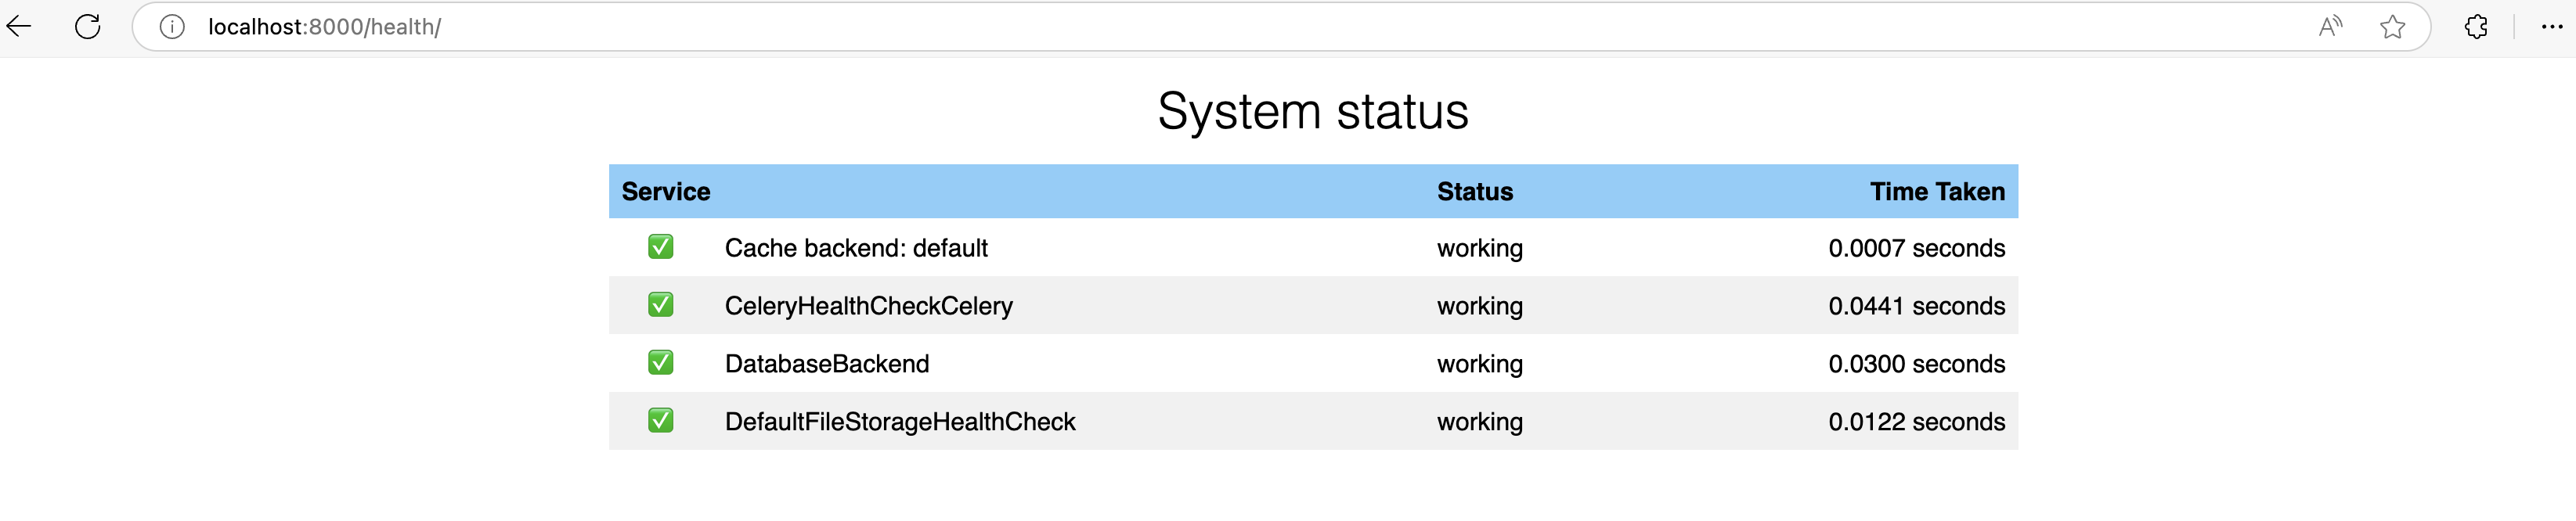 localhost:8000/health/
System status
Service Status Time Taken
✅ Cache backend: default working 0.0007 seconds
✅ CeleryHealthCheckCelery working 0.0441 seconds
✅ DatabaseBackend working 0.0300 seconds
✅ DefaultFileStorageHealthCheck working 0.0122 seconds